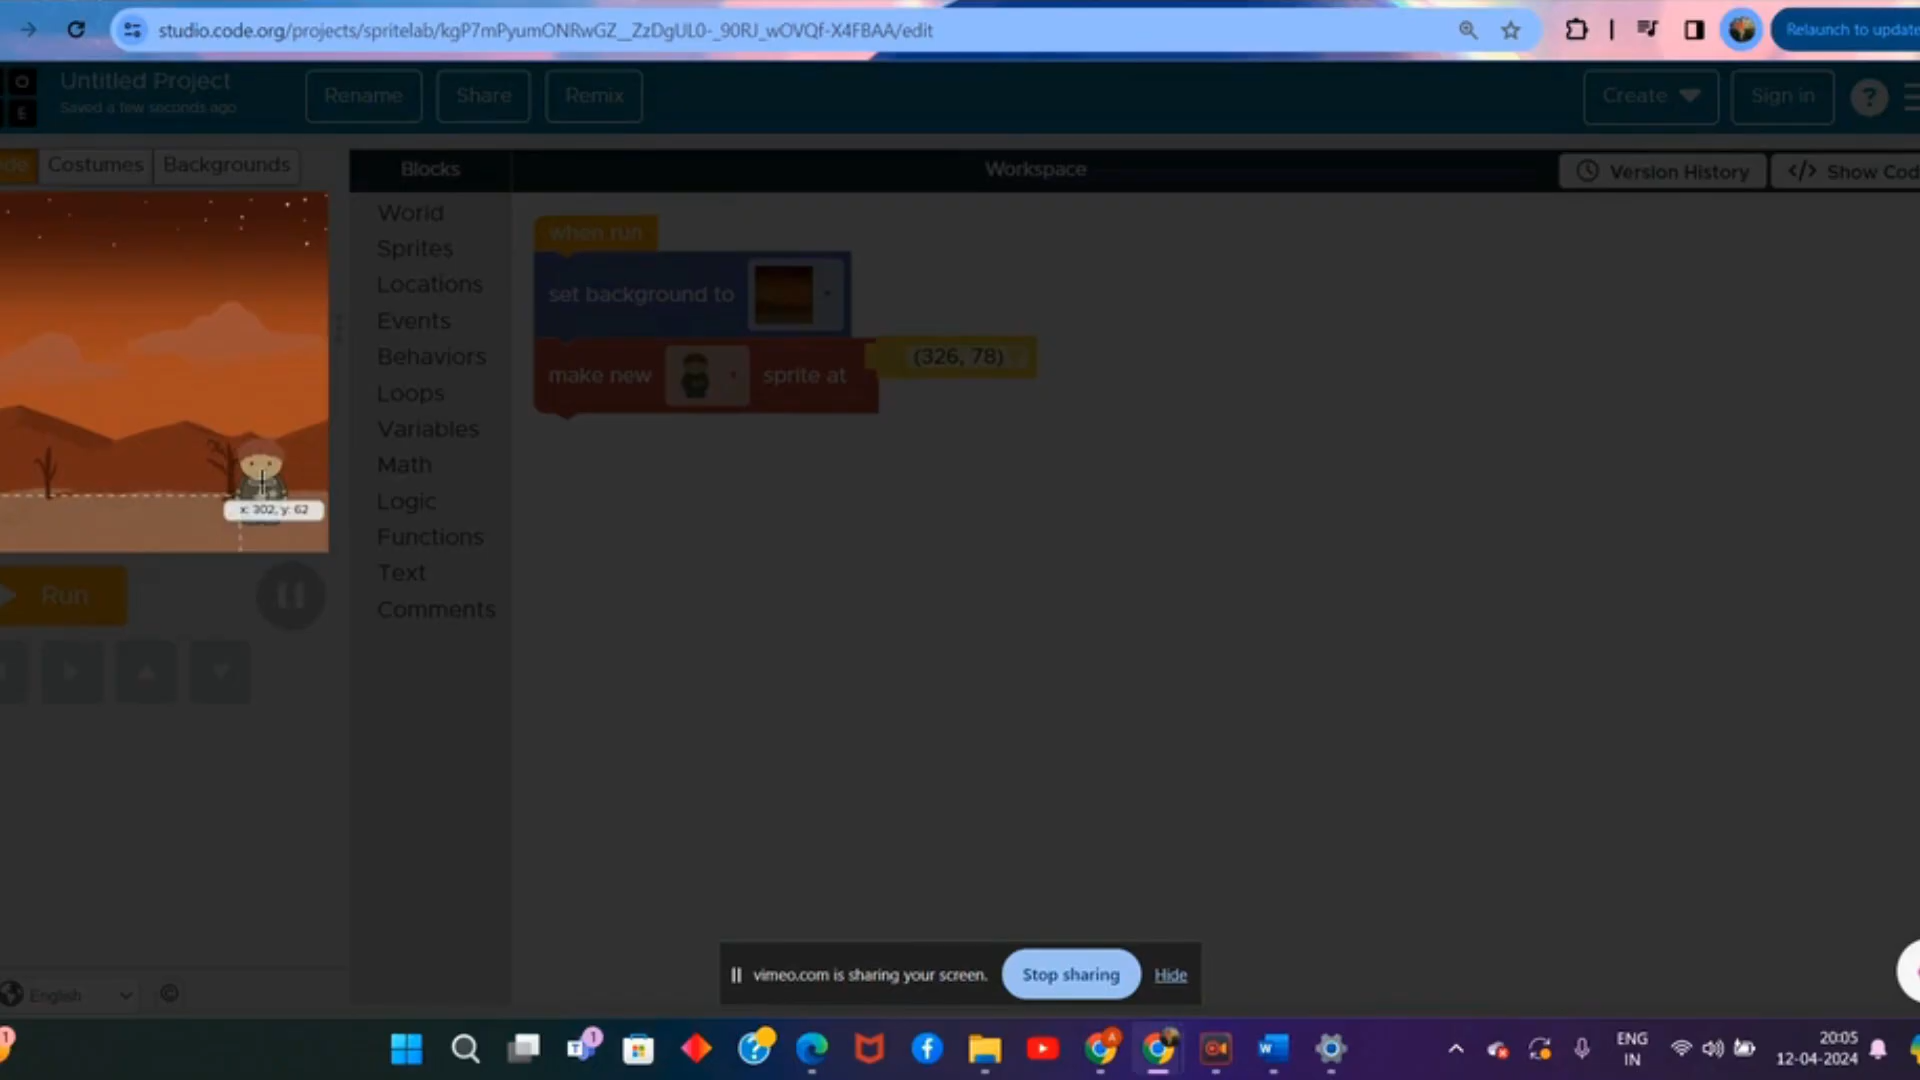 studio.code.org/projects/spritelab/kgP7mPyumONRwGZ__ZzDgUL0-_90RJ_wOVQf-X4FBAA/edit
Relaunch to update
O
E
Untitled Project
Saved a few seconds ago
Rename
Share
Remix
Create
Sign in
?
Costumes
Backgrounds
Blocks
Workspace
Version History
</> Show Cod
World
Sprites
Locations
Events
Behaviors
Loops
Variables
Math
Logic
Functions
Text
Comments
when run
set background to
make new
sprite at
(326, 78)
x: 302, y: 62
Run
English
©
vimeo.com is sharing your screen.
Stop sharing
Hide
1
1
A
ENG
IN
20:05
12-04-2024